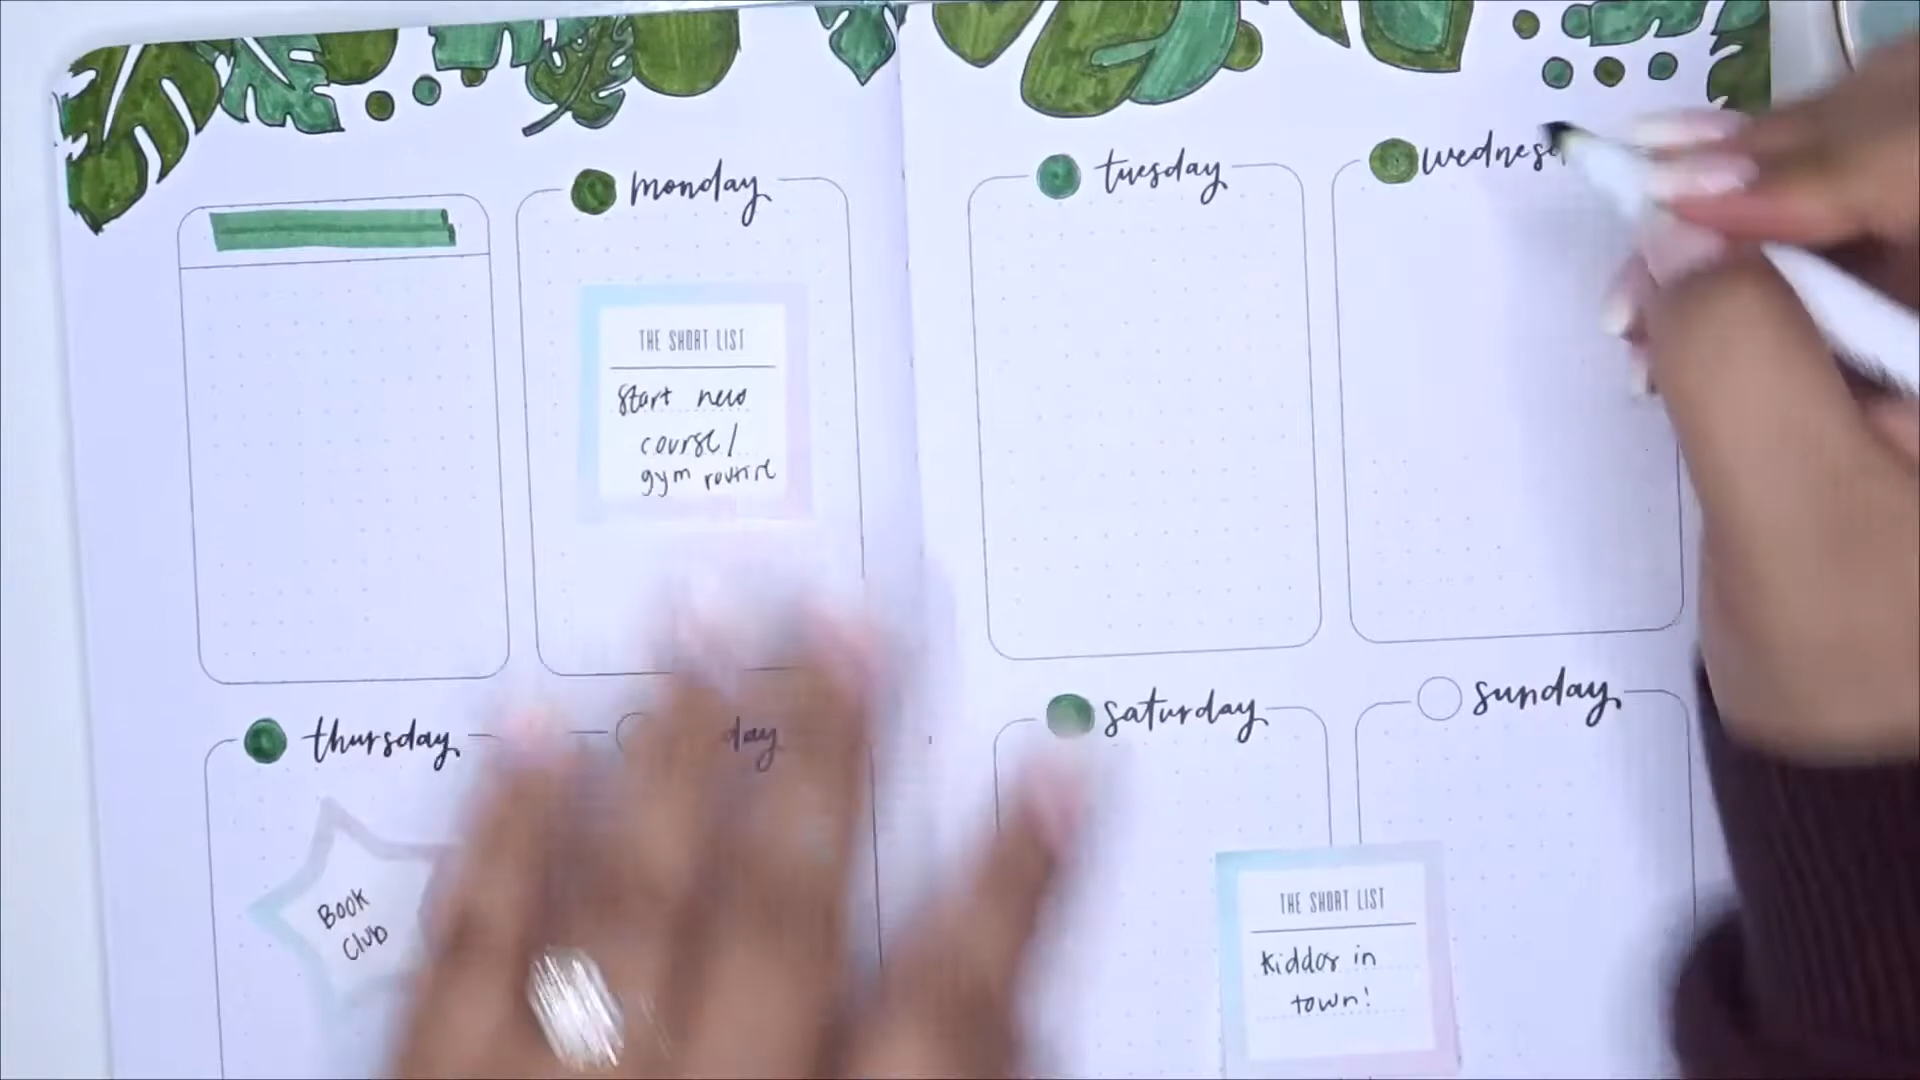 monday
tuesday
THE SHORT LIST
Start new
course/
gym routine
thursday
saturday
sunday
Book
Club
THE SHORT LIST
Kiddos in
town!